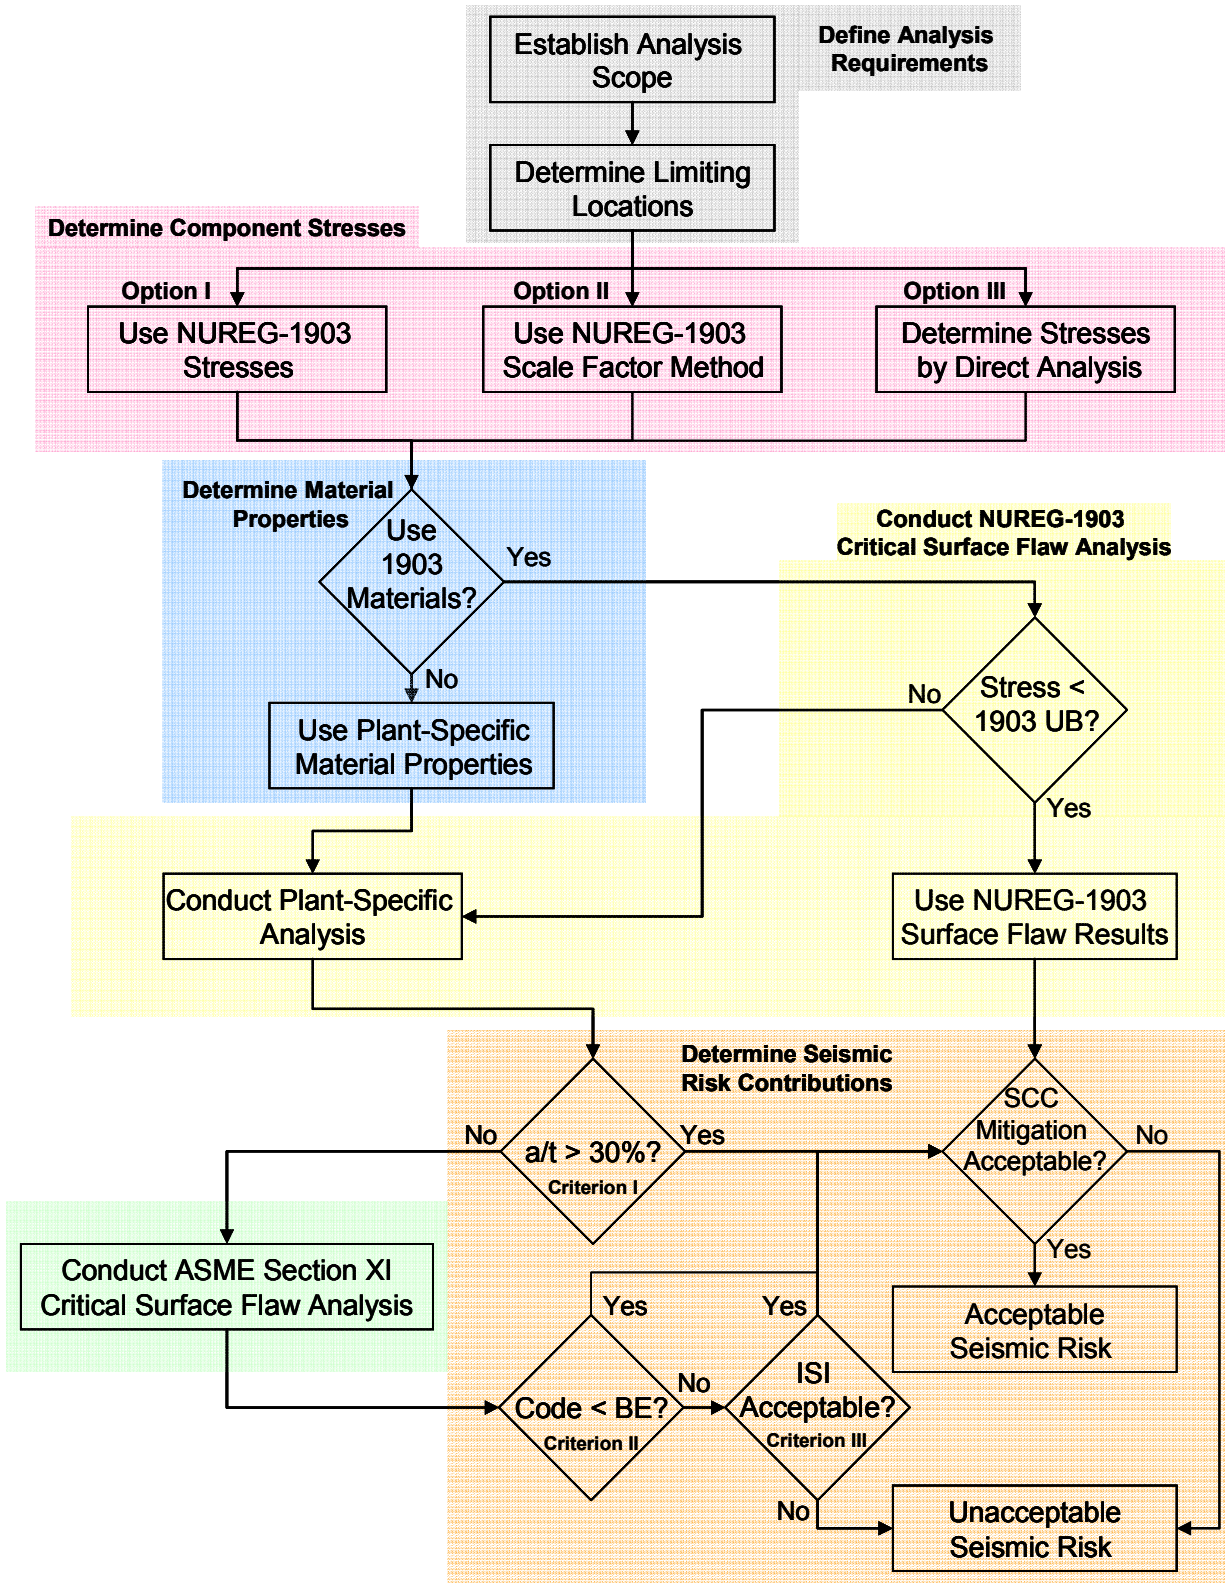 Establish Analysis
Scope
Define Analysis
Requirements
Determine Limiting
Locations
Determine Component Stresses
Option I
Use NUREG-1903
Stresses
Option II
Use NUREG-1903
Scale Factor Method
Option III
Determine Stresses
by Direct Analysis
Determine Material
Properties
Use
1903
Materials?
Yes
No
Use Plant-Specific
Material Properties
Conduct NUREG-1903
Critical Surface Flaw Analysis
Stress <
1903 UB?
No
Yes
Conduct Plant-Specific
Analysis
Use NUREG-1903
Surface Flaw Results
Determine Seismic
Risk Contributions
No
a/t > 30%?
Criterion I
Yes
SCC
Mitigation
Acceptable?
No
Yes
Conduct ASME Section XI
Critical Surface Flaw Analysis
Acceptable
Seismic Risk
Yes
Code < BE?
Criterion II
No
Yes
ISI
Acceptable?
Criterion III
No
Unacceptable
Seismic Risk